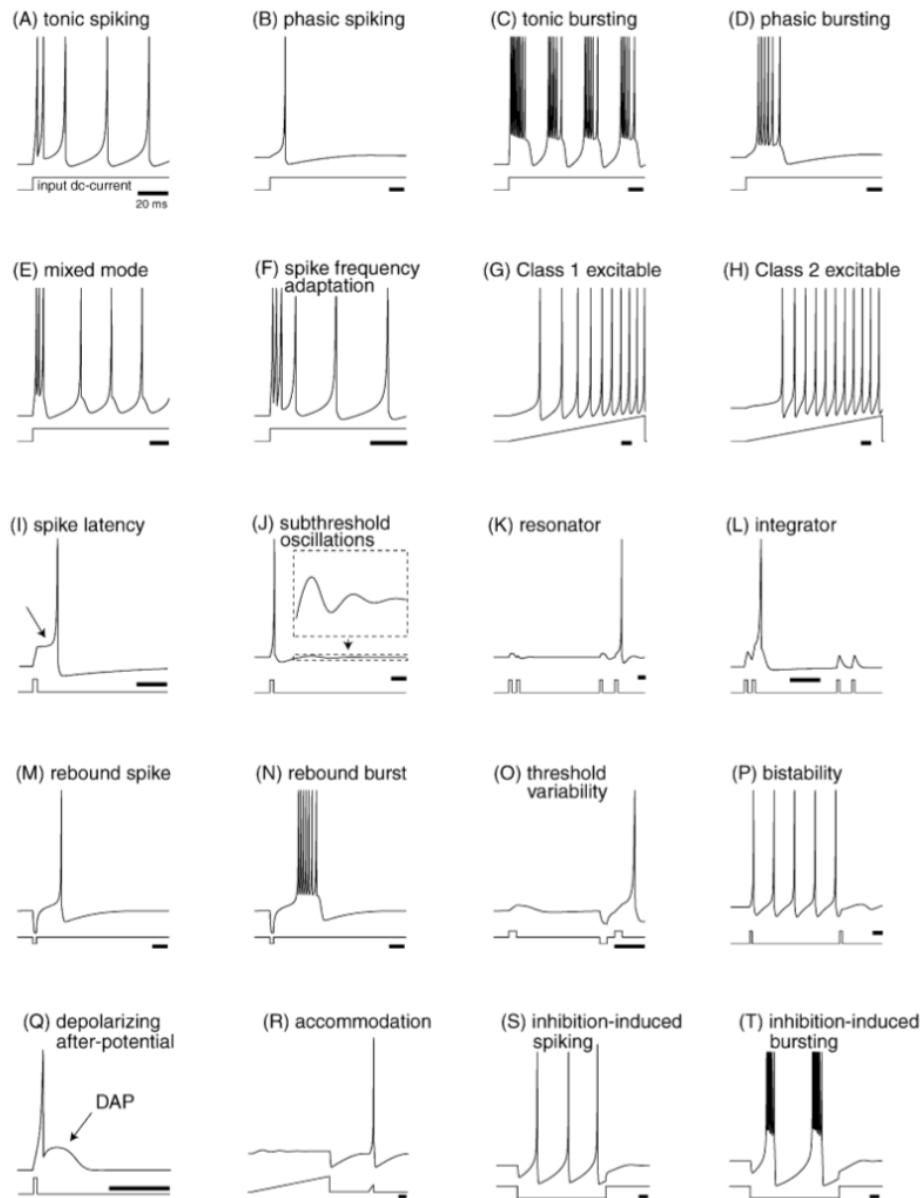 (A) tonic spiking
(B) phasic spiking
(C) tonic bursting
(D) phasic bursting
input dc-current
20 ms
(E) mixed mode
(F) spike frequency
adaptation
(G) Class 1 excitable
(H) Class 2 excitable
(I) spike latency
(J) subthreshold
oscillations
(K) resonator
(L) integrator
(M) rebound spike
(N) rebound burst
(O) threshold
variability
(P) bistability
(Q) depolarizing
after-potential
DAP
(R) accommodation
(S) inhibition-induced
spiking
(T) inhibition-induced
bursting